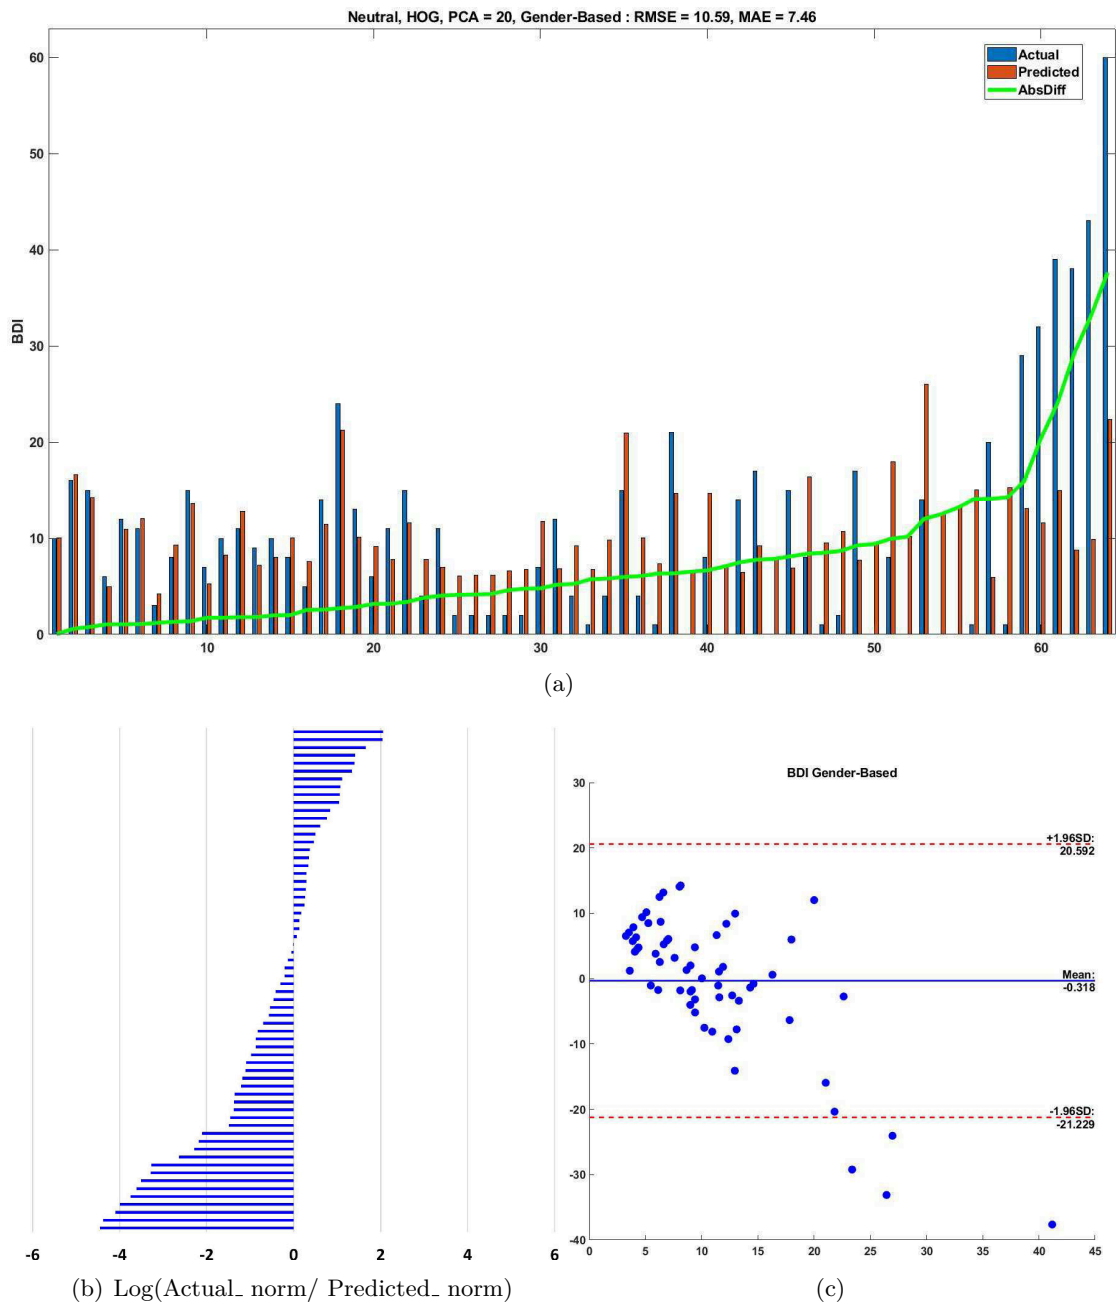 Neutral, HOG, PCA = 20, Gender-Based : RMSE = 10.59, MAE = 7.46
60
50
40
30
20
10
0
BDI
Actual
Predicted
AbsDiff
10 20 30 40 50 60
(a)
-6 -4 -2 0 2 4 6
(b) Log(Actual_ norm/ Predicted_ norm)
BDI Gender-Based
30
20
10
0
-10
-20
-30
-40
+1.96SD:
20.592
Mean:
-0.318
-1.96SD:
-21.229
0 5 10 15 20 25 30 35 40 45
(c)